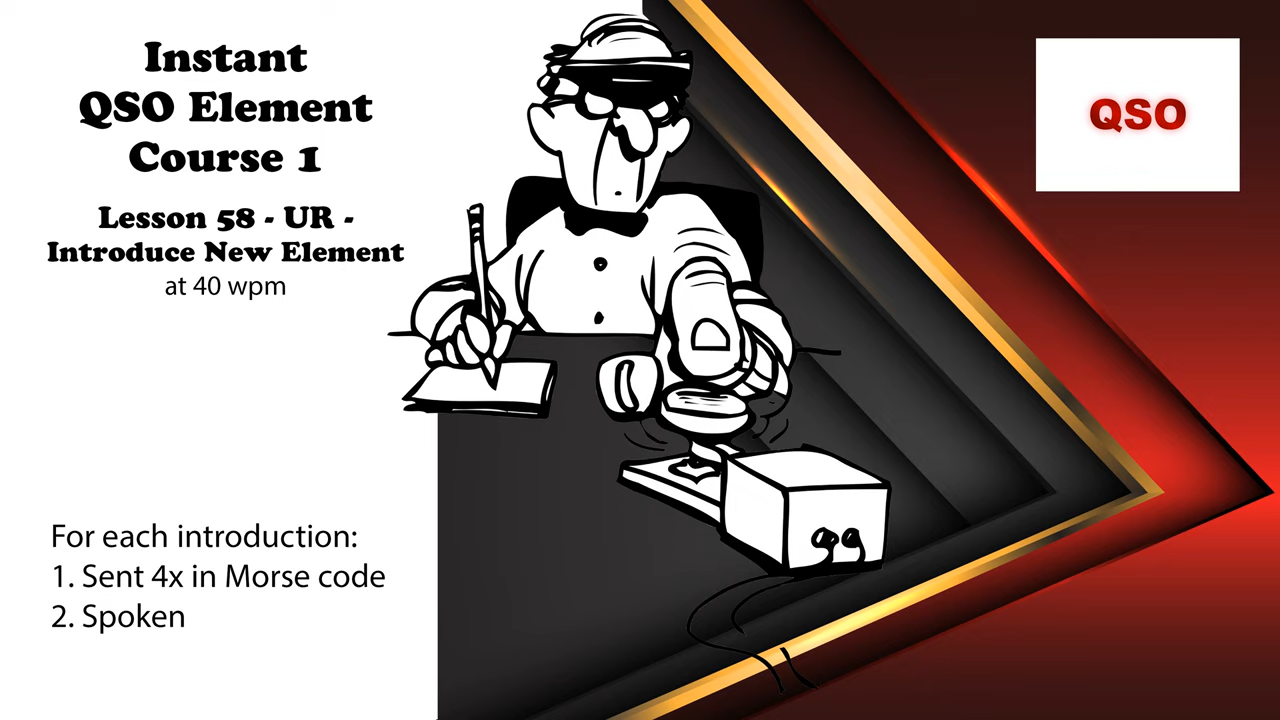 Instant
QSO Element
Course 1
Lesson 58 - UR -
Introduce New Element
at 40 wpm
QSO
For each introduction:
1. Sent 4x in Morse code
2. Spoken